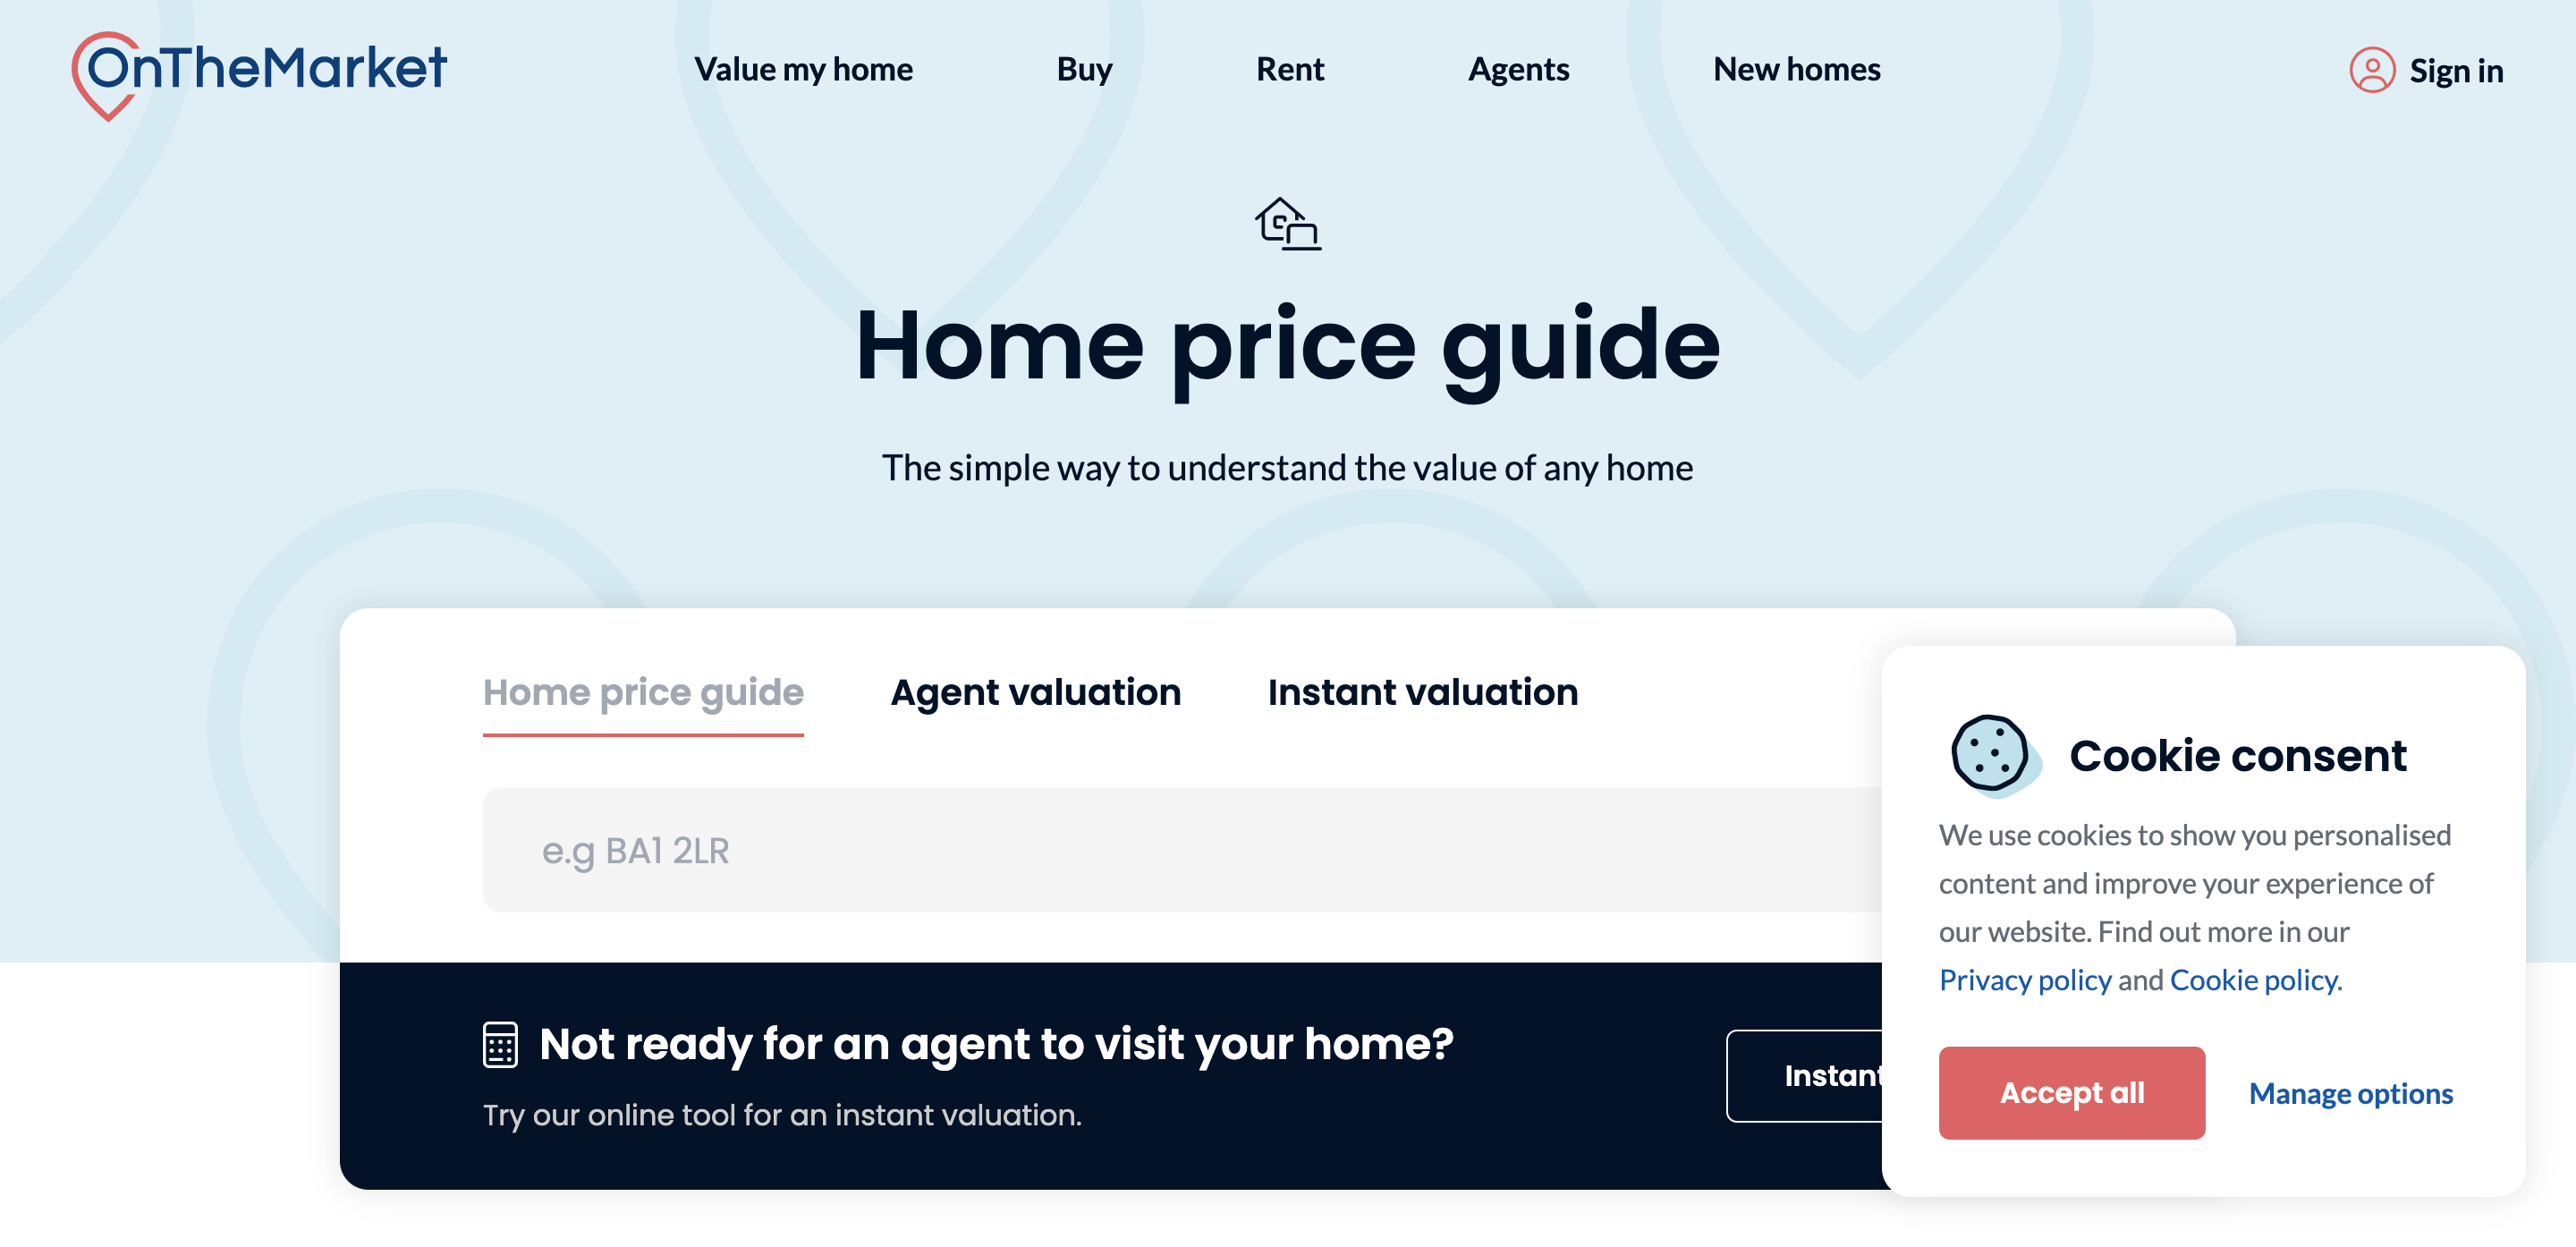 OnTheMarket
Value my home
Buy
Rent
Agents
New homes
Sign in
Home price guide
The simple way to understand the value of any home
Home price guide
Agent valuation
Instant valuation
e.g BA1 2LR
Not ready for an agent to visit your home?
Try our online tool for an instant valuation.
Instant
Cookie consent
We use cookies to show you personalised
content and improve your experience of
our website. Find out more in our
Privacy policy and Cookie policy.
Accept all
Manage options